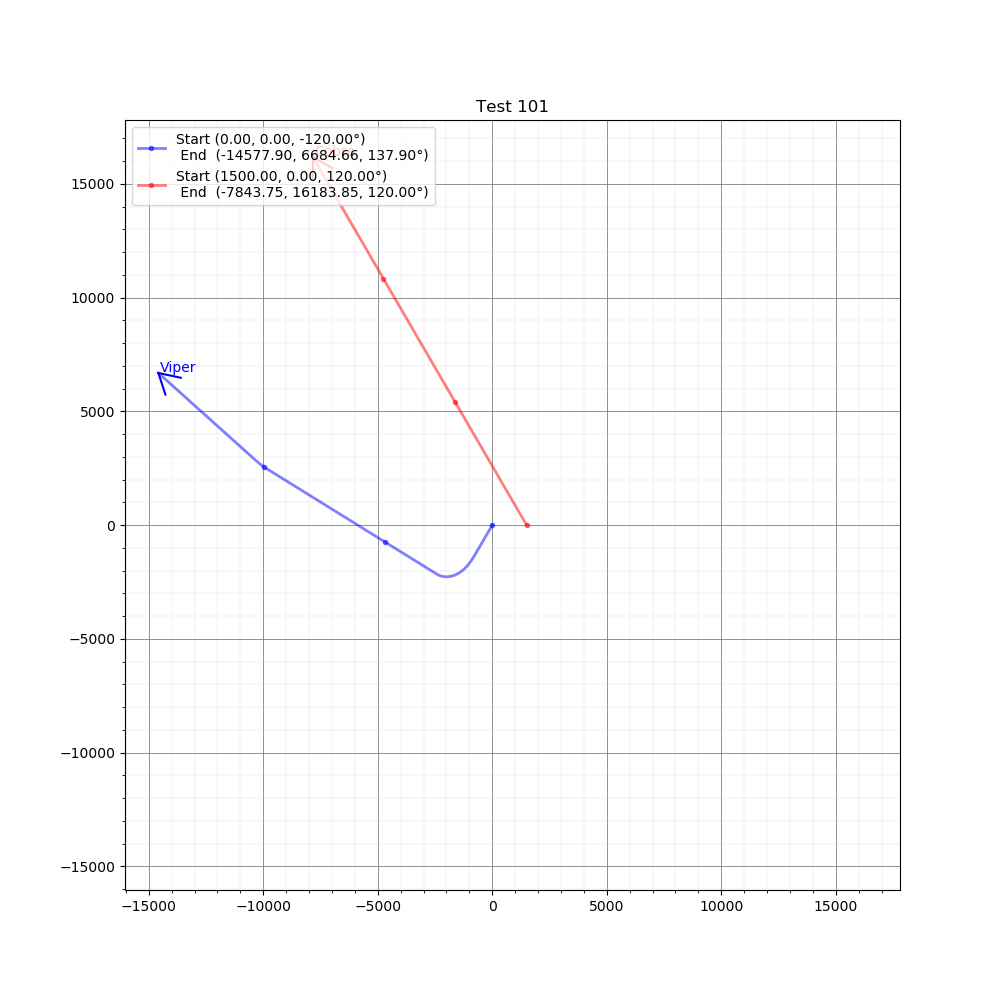 Test 101
Start (0.00, 0.00, -120.00°)
End  (-14577.90, 6684.66, 137.90°)
Start (1500.00, 0.00, 120.00°)
End  (-7843.75, 16183.85, 120.00°)
Viper
15000
10000
5000
0
−5000
−10000
−15000
−15000 −10000 −5000 0 5000 10000 15000